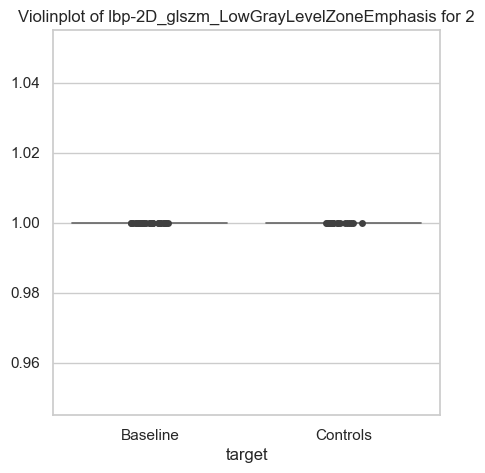 Violinplot of lbp-2D_glszm_LowGrayLevelZoneEmphasis for 2
1.04
1.02
1.00
0.98
0.96
Baseline Controls
target